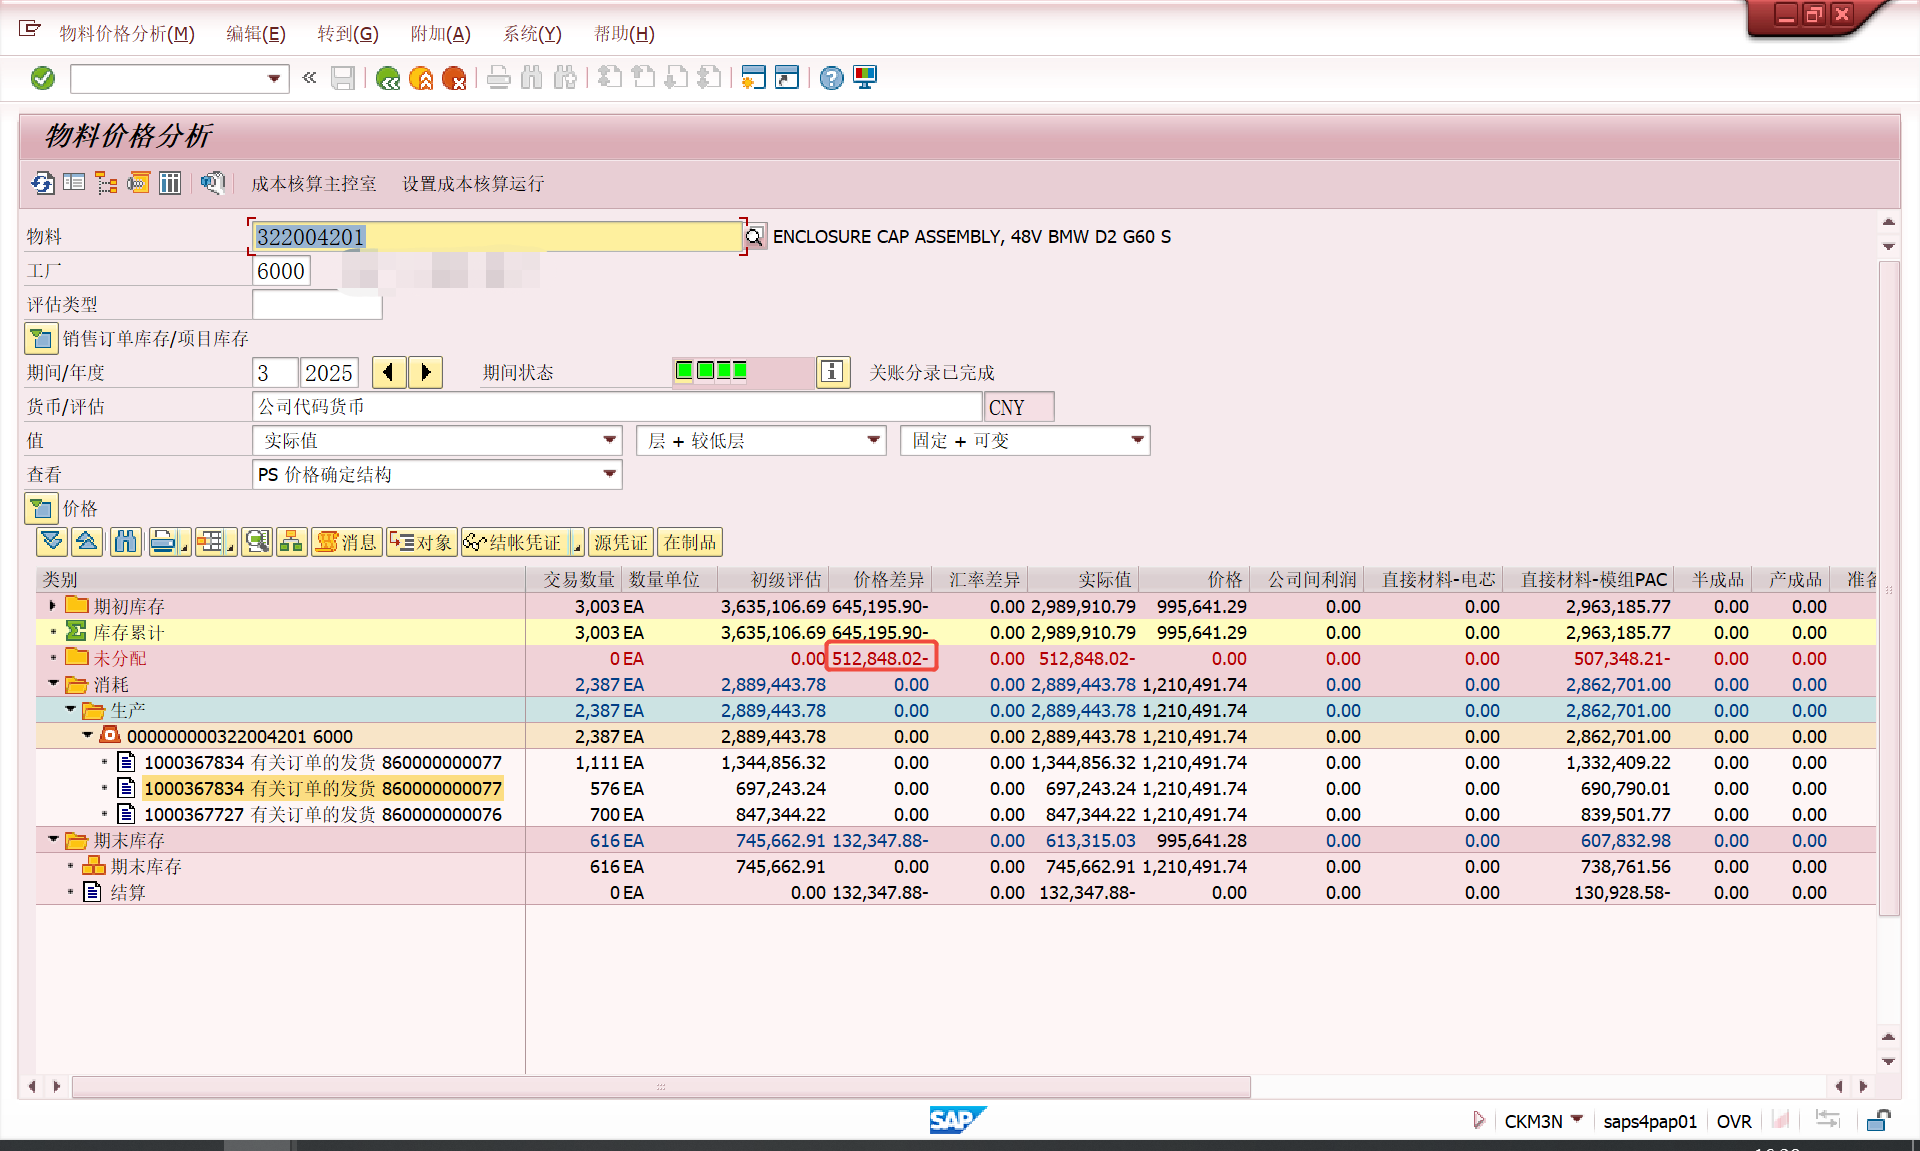 物料价格分析(M) 编辑(E) 转到(G) 附加(A) 系统(Y) 帮助(H)
物料价格分析
成本核算主控室 设置成本核算运行
物料 322004201 ENCLOSURE CAP ASSEMBLY, 48V BMW D2 G60 S
工厂 6000
评估类型
销售订单库存/项目库存
期间/年度 3 2025 期间状态 关账分录已完成
货币/评估 公司代码货币 CNY
值 实际值 层 + 较低层 固定 + 可变
查看 PS 价格确定结构
价格
消息 对象 结帐凭证 源凭证 在制品
类别 交易数量 数量单位 初级评估 价格差异 汇率差异 实际值 价格 公司间利润 直接材料-电芯 直接材料-模组PAC 半成品 产成品 准备
期初库存 3,003 EA 3,635,106.69 645,195.90- 0.00 2,989,910.79 995,641.29 0.00 0.00 2,963,185.77 0.00 0.00
库存累计 3,003 EA 3,635,106.69 645,195.90- 0.00 2,989,910.79 995,641.29 0.00 0.00 2,963,185.77 0.00 0.00
未分配 0 EA 0.00 512,848.02- 0.00 512,848.02- 0.00 0.00 0.00 507,348.21- 0.00 0.00
消耗 2,387 EA 2,889,443.78 0.00 0.00 2,889,443.78 1,210,491.74 0.00 0.00 2,862,701.00 0.00 0.00
生产 2,387 EA 2,889,443.78 0.00 0.00 2,889,443.78 1,210,491.74 0.00 0.00 2,862,701.00 0.00 0.00
000000000322004201 6000 2,387 EA 2,889,443.78 0.00 0.00 2,889,443.78 1,210,491.74 0.00 0.00 2,862,701.00 0.00 0.00
1000367834 有关订单的发货 860000000077 1,111 EA 1,344,856.32 0.00 0.00 1,344,856.32 1,210,491.74 0.00 0.00 1,332,409.22 0.00 0.00
1000367834 有关订单的发货 860000000077 576 EA 697,243.24 0.00 0.00 697,243.24 1,210,491.74 0.00 0.00 690,790.01 0.00 0.00
1000367727 有关订单的发货 860000000076 700 EA 847,344.22 0.00 0.00 847,344.22 1,210,491.74 0.00 0.00 839,501.77 0.00 0.00
期末库存 616 EA 745,662.91 132,347.88- 0.00 613,315.03 995,641.28 0.00 0.00 607,832.98 0.00 0.00
期末库存 616 EA 745,662.91 0.00 0.00 745,662.91 1,210,491.74 0.00 0.00 738,761.56 0.00 0.00
结算 0 EA 0.00 132,347.88- 0.00 132,347.88- 0.00 0.00 0.00 130,928.58- 0.00 0.00
SAP CKM3N saps4pap01 OVR